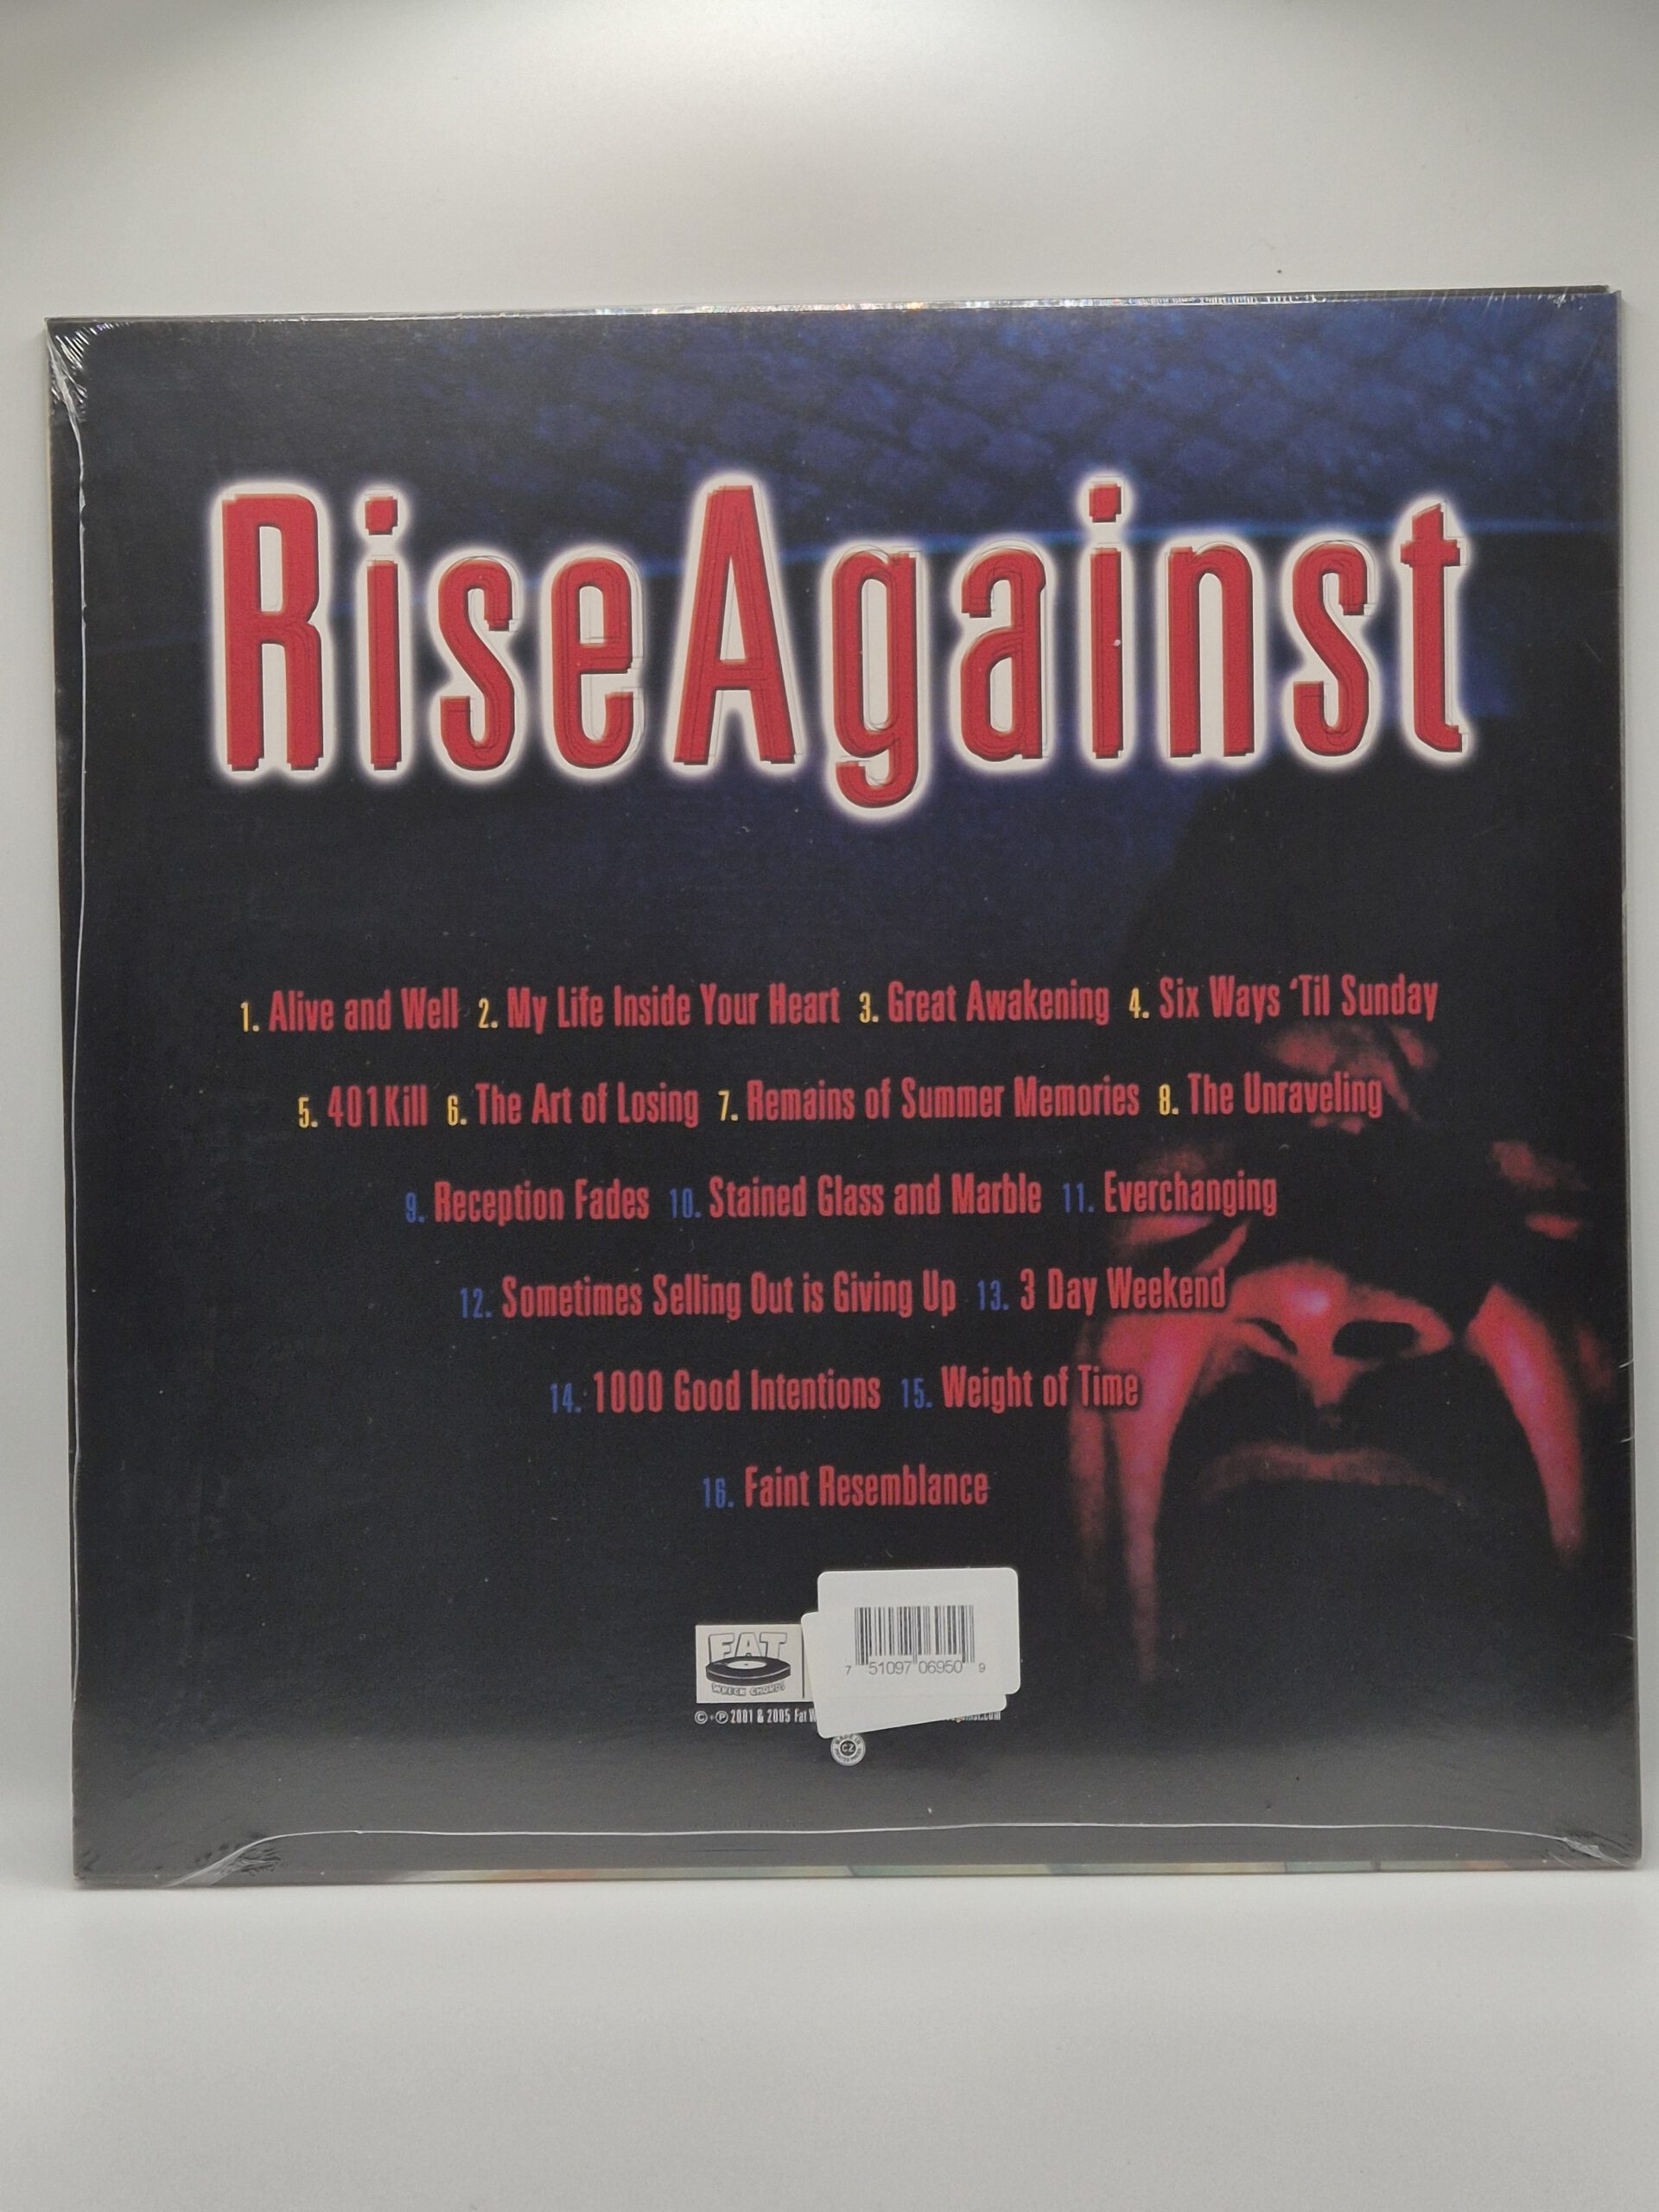 RiseAgainst
1. Alive and Well 2. My Life Inside Your Heart 3. Great Awakening 4. Six Ways ‘Til Sunday
5. 401Kill 6. The Art of Losing 7. Remains of Summer Memories 8. The Unraveling
9. Reception Fades 10. Stained Glass and Marble 11. Everchanging
12. Sometimes Selling Out is Giving Up 13. 3 Day Weekend
14. 1000 Good Intentions 15. Weight of Time
16. Faint Resemblance
FAT
WRECK CHORDS
7 51097 06950 9
©+℗ 2001 & 2005 Fat
CZ